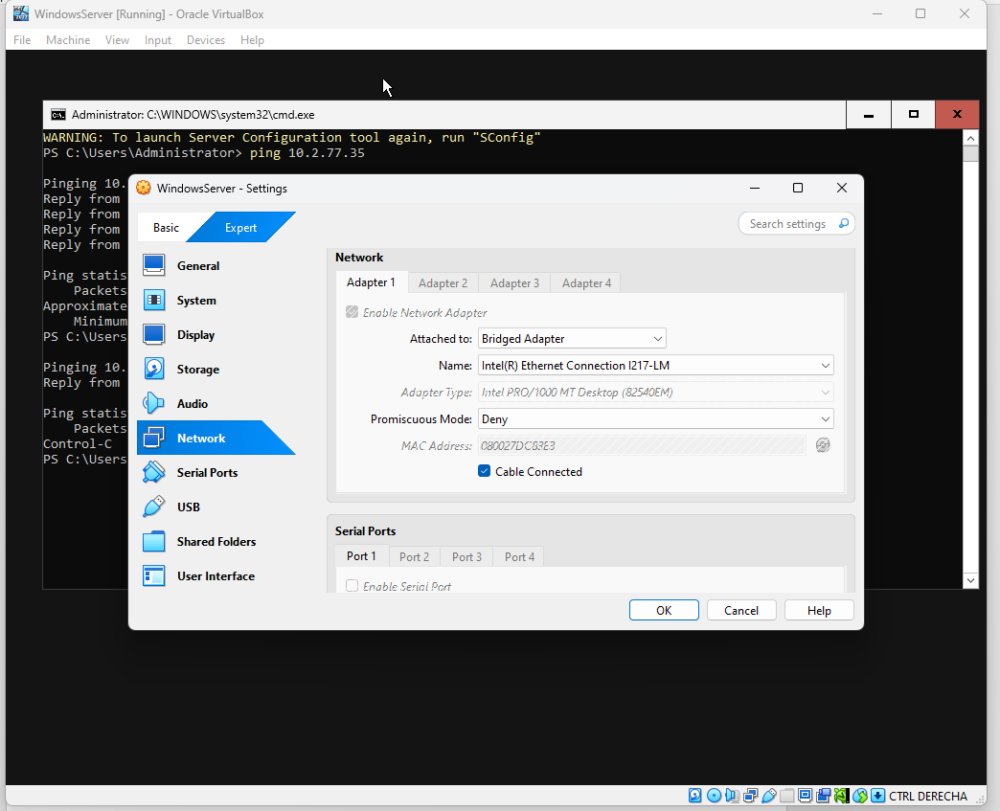 WindowsServer [Running] - Oracle VirtualBox
File Machine View Input Devices Help
Administrator: C:\WINDOWS\system32\cmd.exe
WARNING: To launch Server Configuration tool again, run "SConfig"
PS C:\Users\Administrator> ping 10.2.77.35
Pinging 10.
Reply from
Reply from
Reply from
Reply from
Ping statis
Packets
Approximate
Minimum
PS C:\Users
Pinging 10.
Reply from
Ping statis
Packets
Control-C
PS C:\Users
WindowsServer - Settings
Basic Expert
Search settings
General
System
Display
Storage
Audio
Network
Serial Ports
USB
Shared Folders
User Interface
Network
Adapter 1 Adapter 2 Adapter 3 Adapter 4
Enable Network Adapter
Attached to: Bridged Adapter
Name: Intel(R) Ethernet Connection I217-LM
Adapter Type: Intel PRO/1000 MT Desktop (82540EM)
Promiscuous Mode: Deny
MAC Address: 080027DC83E3
Cable Connected
Serial Ports
Port 1 Port 2 Port 3 Port 4
Enable Serial Port
OK Cancel Help
CTRL DERECHA